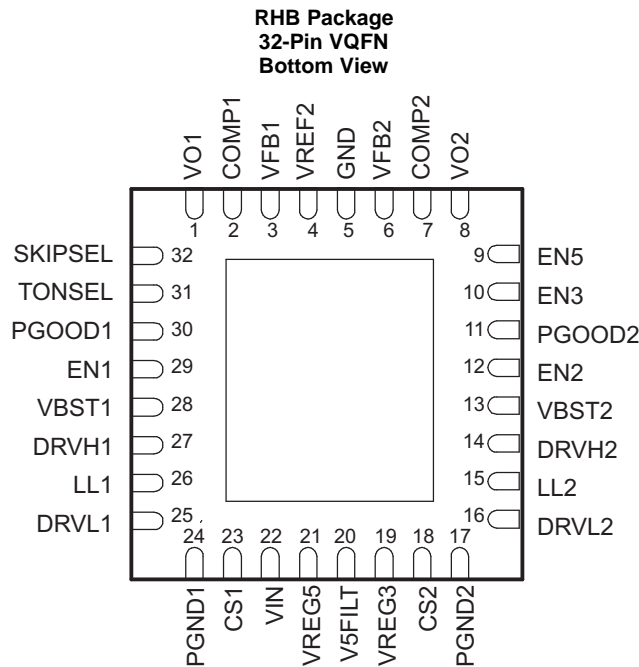 RHB Package
32-Pin VQFN
Bottom View
VO1
COMP1
VFB1
VREF2
GND
VFB2
COMP2
VO2
1 2 3 4 5 6 7 8
SKIPSEL 32
TONSEL 31
PGOOD1 30
EN1 29
VBST1 28
DRVH1 27
LL1 26
DRVL1 25
9 EN5
10 EN3
11 PGOOD2
12 EN2
13 VBST2
14 DRVH2
15 LL2
16 DRVL2
24 23 22 21 20 19 18 17
PGND1
CS1
VIN
VREG5
V5FILT
VREG3
CS2
PGND2